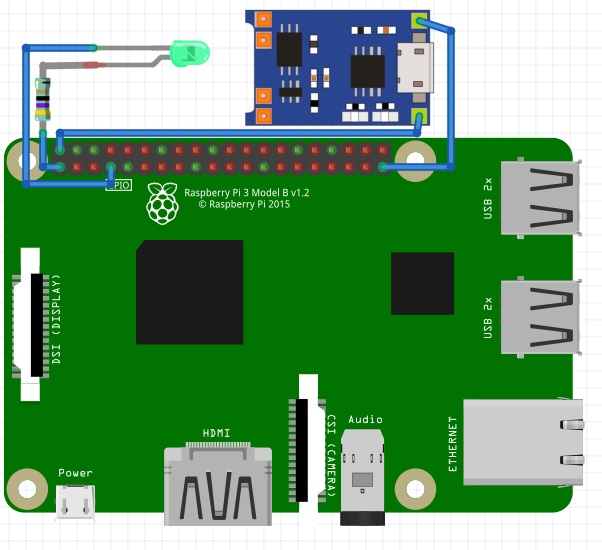 GPIO
Raspberry Pi 3 Model B v1.2
© Raspberry Pi 2015
USB 2x
DSI (DISPLAY)
USB 2x
HDMI
CSI (CAMERA)
Audio
ETHERNET
Power